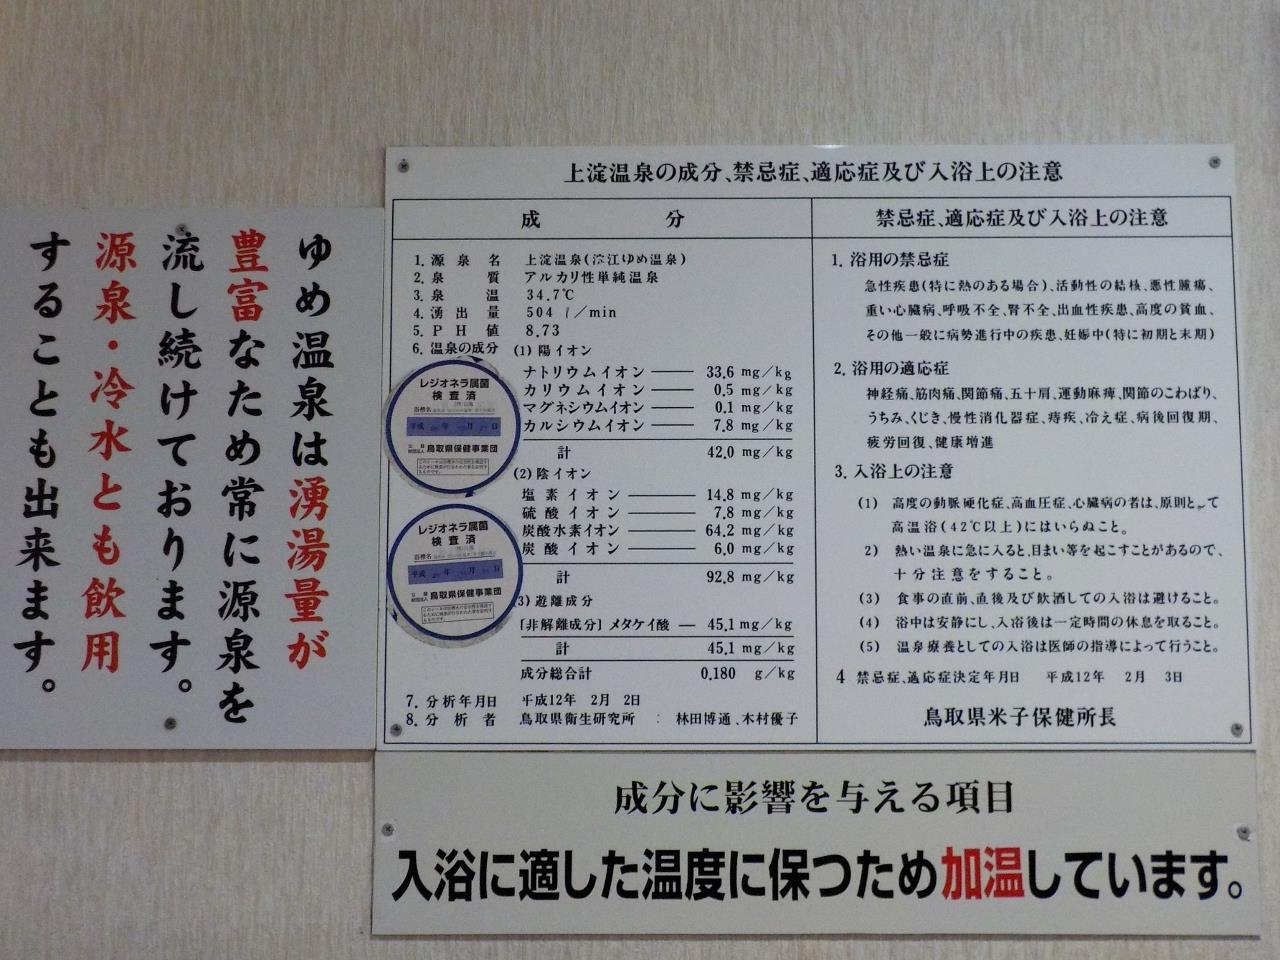 ゆめ温泉は湧湯量が
豊富なため常に源泉を
流し続けております。
源泉・冷水とも飲用
することも出来ます。
上淀温泉の成分、禁忌症、適応症及び入浴上の注意
成分
1. 源泉名 上淀温泉(淀江ゆめ温泉)
2. 泉質 アルカリ性単純温泉
3. 泉温 34.7℃
4. 湧出量 504 l/min
5. PH値 8.73
6. 温泉の成分 (1) 陽イオン
ナトリウムイオン 33.6 mg/kg
カリウムイオン 0.5 mg/kg
マグネシウムイオン 0.1 mg/kg
カルシウムイオン 7.8 mg/kg
計 42.0 mg/kg
(2) 陰イオン
塩素イオン 14.8 mg/kg
硫酸イオン 7.8 mg/kg
炭酸水素イオン 64.2 mg/kg
炭酸イオン 6.0 mg/kg
計 92.8 mg/kg
3) 遊離成分
[非解離成分] メタケイ酸 45.1 mg/kg
計 45.1 mg/kg
成分総合計 0.180 g/kg
7. 分析年月日 平成12年 2月 2日
8. 分析者 鳥取県衛生研究所 : 林田博通、木村優子
レジオネラ属菌
検査済
浴槽名
平成 年 月 日
鳥取県保健事業団
レジオネラ属菌
検査済
浴槽名
平成 年 月 日
鳥取県保健事業団
禁忌症、適応症及び入浴上の注意
1. 浴用の禁忌症
急性疾患(特に熱のある場合)、活動性の結核、悪性腫瘍、
重い心臓病、呼吸不全、腎不全、出血性疾患、高度の貧血、
その他一般に病勢進行中の疾患、妊娠中(特に初期と末期)
2. 浴用の適応症
神経痛、筋肉痛、関節痛、五十肩、運動麻痺、関節のこわばり、
うちみ、くじき、慢性消化器症、痔疾、冷え症、病後回復期、
疲労回復、健康増進
3. 入浴上の注意
(1) 高度の動脈硬化症、高血圧症、心臓病の者は、原則として
高温浴(42℃以上)にはいらぬこと。
2) 熱い温泉に急に入ると、目まい等を起こすことがあるので、
十分注意をすること。
(3) 食事の直前、直後及び飲酒しての入浴は避けること。
(4) 浴中は安静にし、入浴後は一定時間の休息を取ること。
(5) 温泉療養としての入浴は医師の指導によって行うこと。
4 禁忌症、適応症決定年月日 平成12年 2月 3日
鳥取県米子保健所長
成分に影響を与える項目
入浴に適した温度に保つため加温しています。